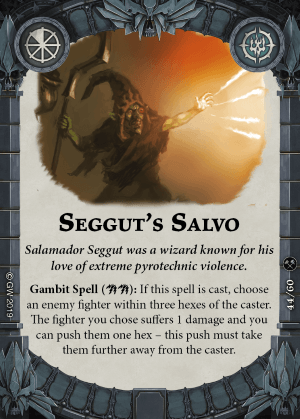 SEGGUT'S SALVO
Salamador Seggut was a wizard known for his
love of extreme pyrotechnic violence.
Gambit Spell ( ): If this spell is cast, choose
an enemy fighter within three hexes of the caster.
The fighter you chose suffers 1 damage and you
can push them one hex – this push must take
them further away from the caster.
© GW 2019
44/60